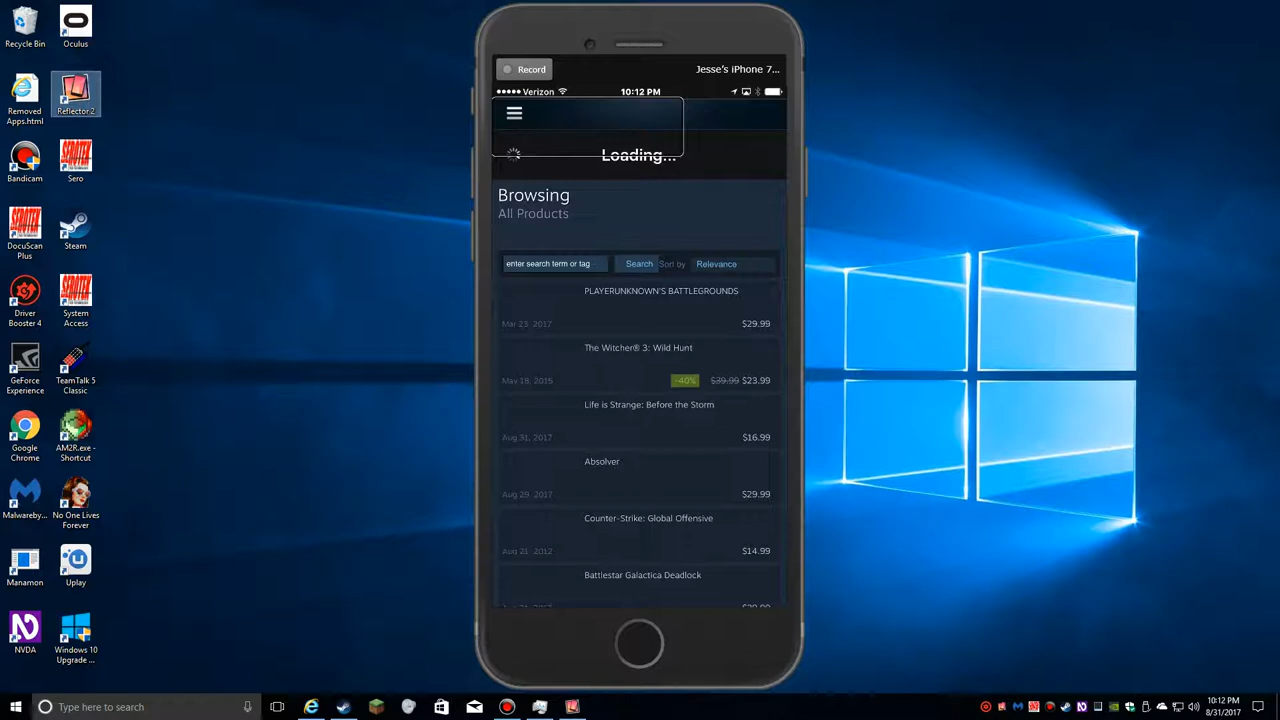 Recycle Bin
Oculus
Removed
Apps.html
Reflector 2
Bandicam
SEROTEK
Sero
SEROTEK
DocuScan
Plus
Steam
Driver
Booster 4
SEROTEK
System
Access
GeForce
Experience
TeamTalk 5
Classic
Google
Chrome
AM2R.exe -
Shortcut
Malwareby...
No One Lives
Forever
Manamon
Uplay
NVDA
Windows 10
Upgrade ...
Record
Jesse's iPhone 7...
Verizon
10:12 PM
Loading...
Browsing
All Products
enter search term or tag
Search
Sort by
Relevance
PLAYERUNKNOWN'S BATTLEGROUNDS
Mar 23, 2017
$29.99
The Witcher® 3: Wild Hunt
May 18, 2015
-40%
$39.99 $23.99
Life is Strange: Before the Storm
Aug 31, 2017
$16.99
Absolver
Aug 29, 2017
$29.99
Counter-Strike: Global Offensive
Aug 21, 2012
$14.99
Battlestar Galactica Deadlock
Type here to search
10:12 PM
8/31/2017